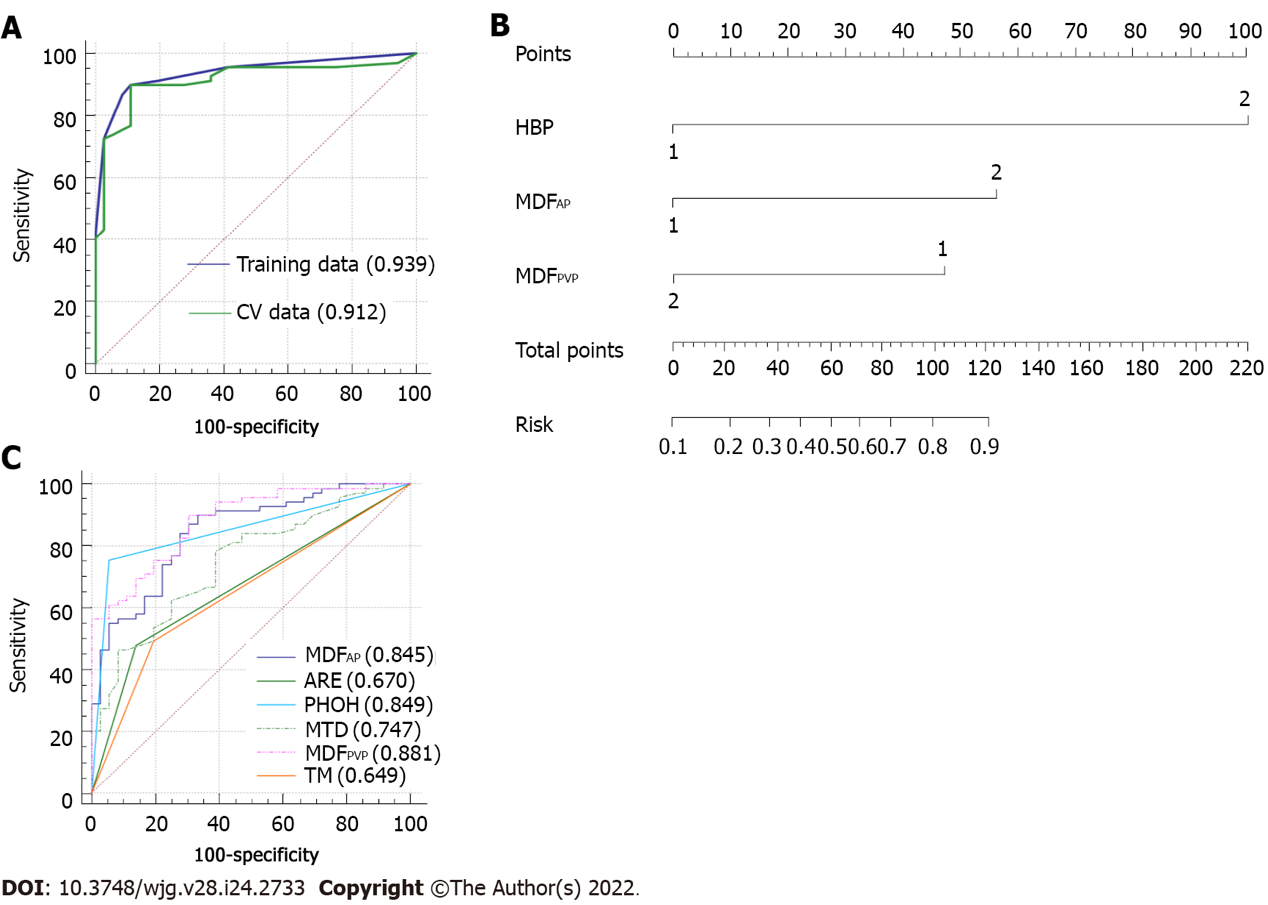 A
100
80
60
40
20
0
Sensitivity
Training data (0.939)
CV data (0.912)
0 20 40 60 80 100
100-specificity
B
Points
0 10 20 30 40 50 60 70 80 90 100
HBP
2
1
MDFAP
2
1
MDFPVP
1
2
Total points
0 20 40 60 80 100 120 140 160 180 200 220
Risk
0.1 0.2 0.3 0.4 0.5 0.6 0.7 0.8 0.9
C
100
80
60
40
20
0
Sensitivity
MDFAP (0.845)
ARE (0.670)
PHOH (0.849)
MTD (0.747)
MDFPVP (0.881)
TM (0.649)
0 20 40 60 80 100
100-specificity
DOI: 10.3748/wjg.v28.i24.2733 Copyright ©The Author(s) 2022.